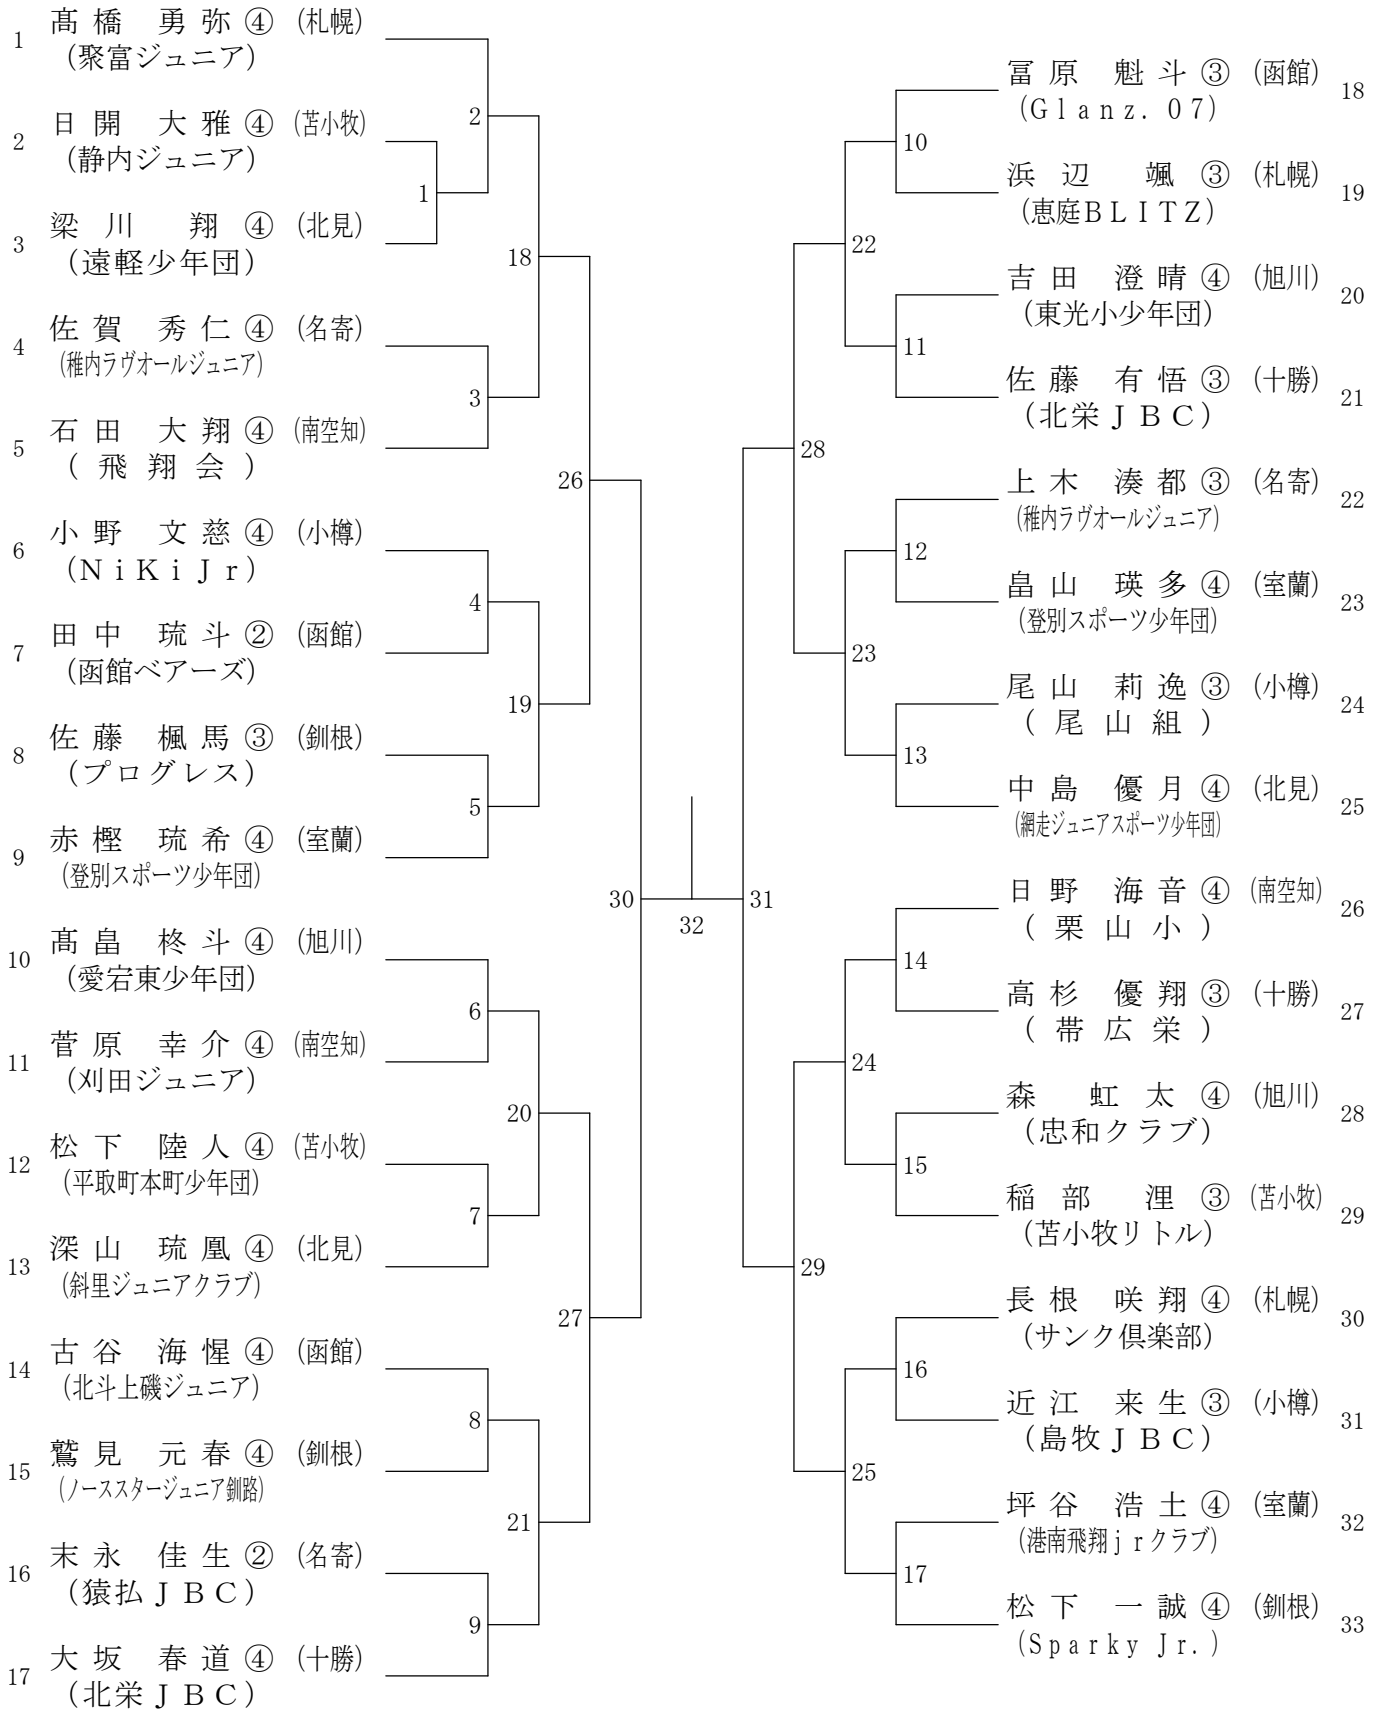 1 髙橋 勇弥④ (札幌)
(聚富ジュニア)
2 日開 大雅④ (苫小牧)
(静内ジュニア)
3 梁川 翔④ (北見)
(遠軽少年団)
4 佐賀 秀仁④ (名寄)
(稚内ラヴオールジュニア)
5 石田 大翔④ (南空知)
(飛翔会)
6 小野 文慈④ (小樽)
(NiKiJr)
7 田中 琉斗② (函館)
(函館ベアーズ)
8 佐藤 楓馬③ (釧根)
(プログレス)
9 赤樫 琉希④ (室蘭)
(登別スポーツ少年団)
10 髙畠 柊斗④ (旭川)
(愛宕東少年団)
11 菅原 幸介④ (南空知)
(刈田ジュニア)
12 松下 陸人④ (苫小牧)
(平取町本町少年団)
13 深山 琉凰④ (北見)
(斜里ジュニアクラブ)
14 古谷 海惺④ (函館)
(北斗上磯ジュニア)
15 鷲見 元春④ (釧根)
(ノーススタージュニア釧路)
16 末永 佳生② (名寄)
(猿払JBC)
17 大坂 春道④ (十勝)
(北栄JBC)
2
1
18
3
26
4
19
5
30
6
20
7
27
8
21
9
32
31
10
22
11
28
12
23
13
14
24
15
29
16
25
17
冨原 魁斗③ (函館) 18
(Glanz.07)
浜辺 颯③ (札幌) 19
(恵庭BLITZ)
吉田 澄晴④ (旭川) 20
(東光小少年団)
佐藤 有悟③ (十勝) 21
(北栄JBC)
上木 湊都③ (名寄) 22
(稚内ラヴオールジュニア)
畠山 瑛多④ (室蘭) 23
(登別スポーツ少年団)
尾山 莉逸③ (小樽) 24
(尾山組)
中島 優月④ (北見) 25
(網走ジュニアスポーツ少年団)
日野 海音④ (南空知) 26
(栗山小)
高杉 優翔③ (十勝) 27
(帯広栄)
森 虹太④ (旭川) 28
(忠和クラブ)
稲部 浬③ (苫小牧) 29
(苫小牧リトル)
長根 咲翔④ (札幌) 30
(サンク倶楽部)
近江 来生③ (小樽) 31
(島牧JBC)
坪谷 浩土④ (室蘭) 32
(港南飛翔jrクラブ)
松下 一誠④ (釧根) 33
(Sparky Jr.)